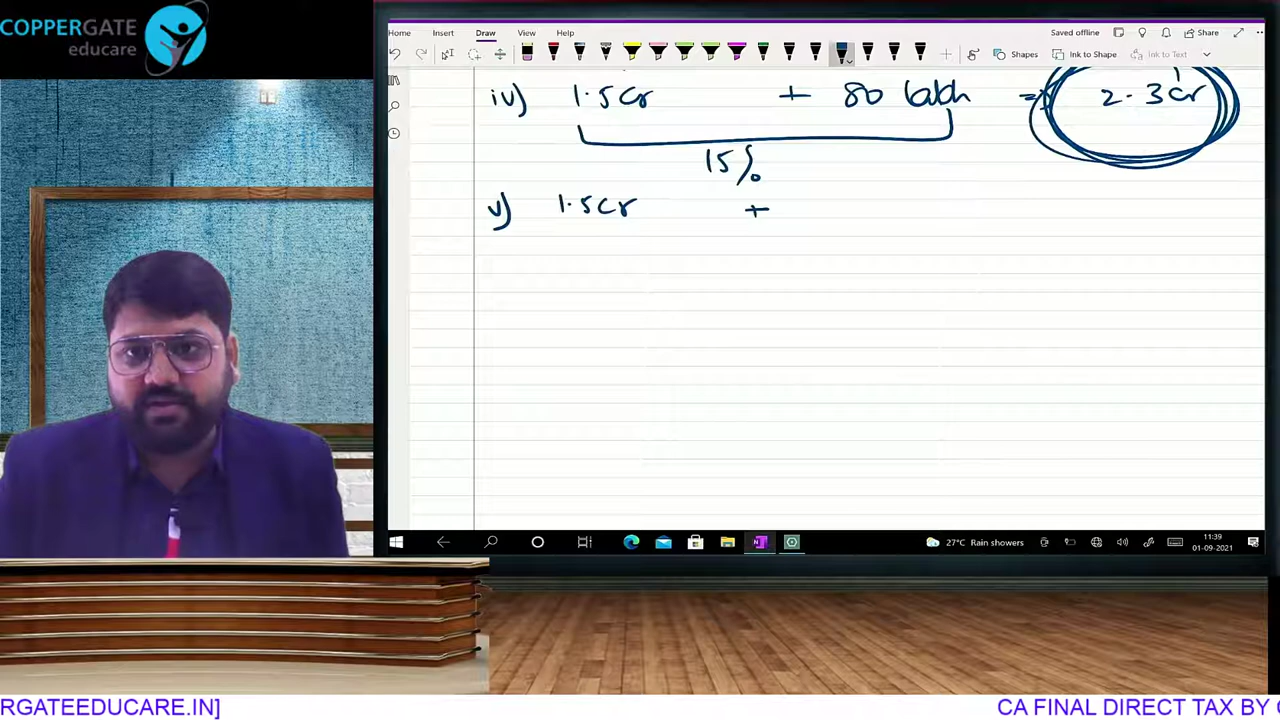 COPPERGATE
educare
Home Insert Draw View Help
Saved offline
Share
Shapes
Ink to Shape
Ink to Text
iv) 1.5cr + 80 lakh => 2.3cr
15%
v) 1.5cr +
27°C Rain showers
11:39
01-09-2021
RGATEEDUCARE.IN]
CA FINAL DIRECT TAX BY